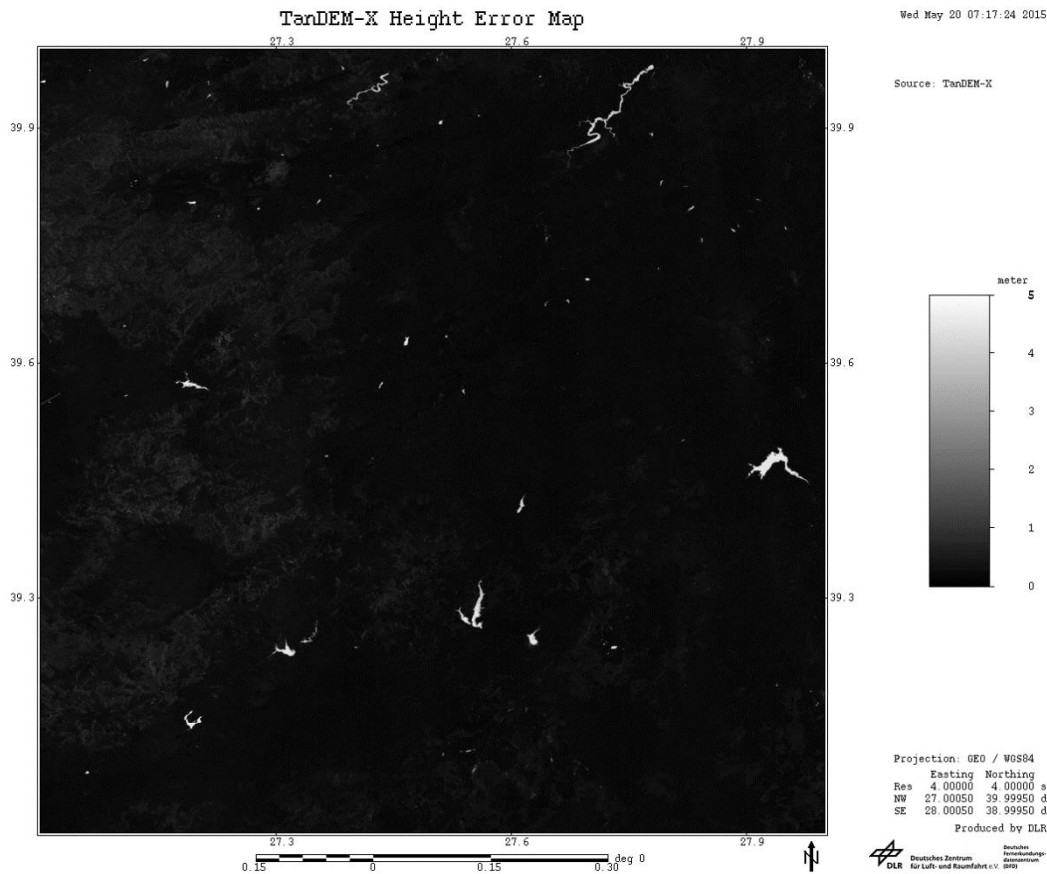 TanDEM-X Height Error Map
Wed May 20 07:17:24 2015
27.3 27.6 27.9
Source: TanDEM-X
39.9 39.9
meter
5
4
39.6 39.6
3
2
1
0
39.3 39.3
Projection: GEO / WGS84
Easting Northing
Res 4.00000 4.00000 s
NW 27.00050 39.99950 d
SE 28.00050 38.99950 d
Produced by DLR
27.3 27.6 27.9
0.15 0 0.15 0.30 deg 0
N
DLR
Deutsches Zentrum
für Luft- und Raumfahrt e.V.
Deutsches
Fernerkundungs-
datenzentrum
(DFD)